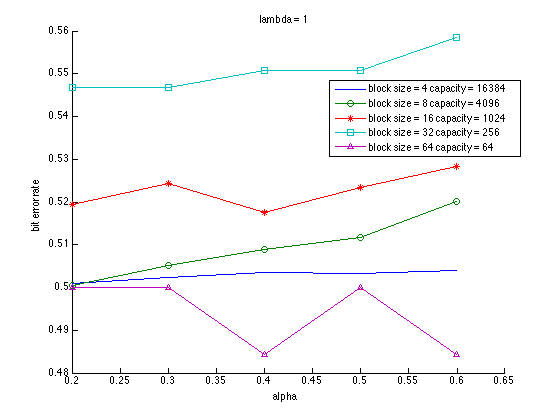 lambda = 1
0.56
0.55
0.54
0.53
0.52
0.51
0.50
0.49
0.48
bit error rate
block size = 4 capacity = 16384
block size = 8 capacity = 4096
block size = 16 capacity = 1024
block size = 32 capacity = 256
block size = 64 capacity = 64
0.2 0.25 0.3 0.35 0.4 0.45 0.5 0.55 0.6 0.65
alpha